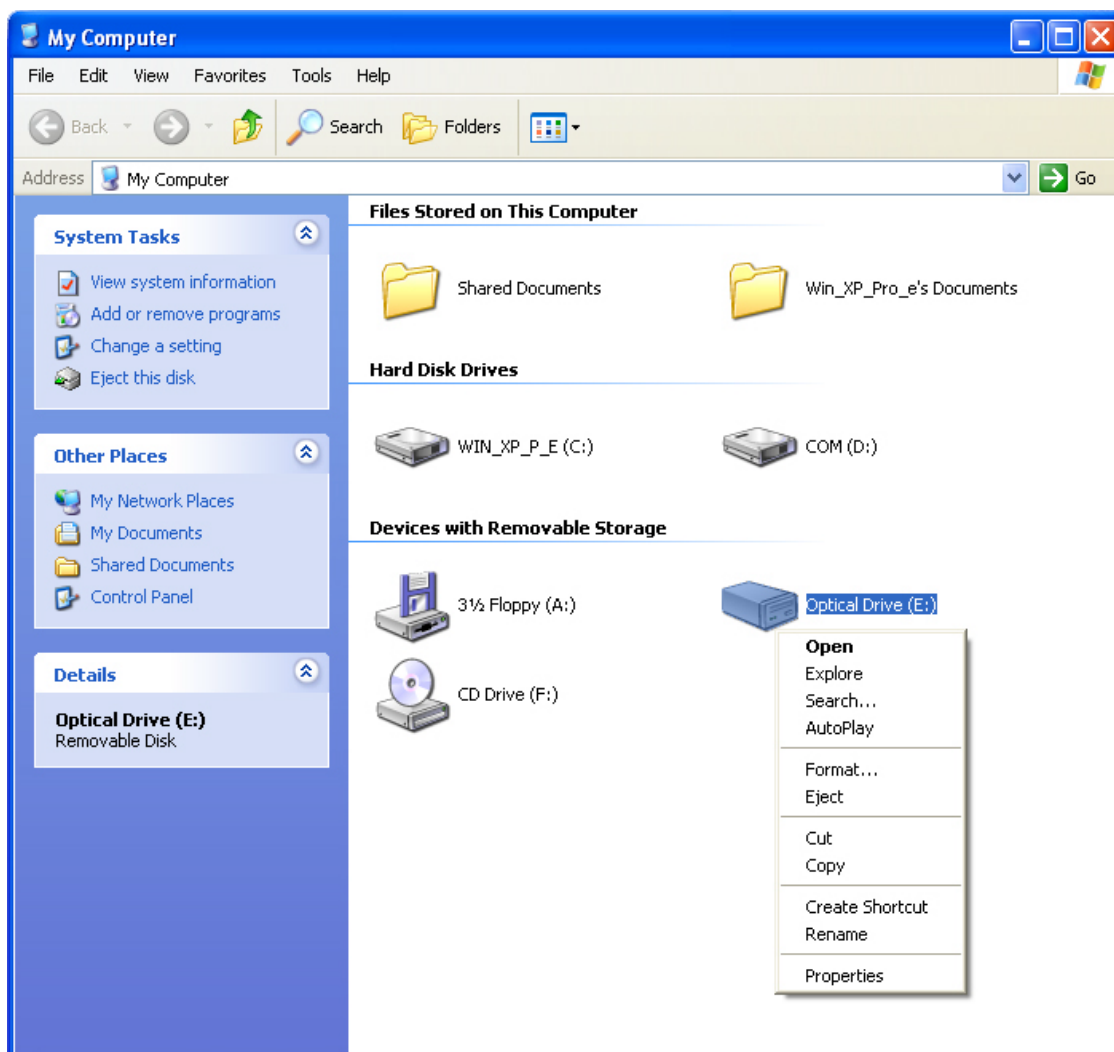 My Computer
File Edit View Favorites Tools Help
Back Search Folders
Address My Computer Go
System Tasks
View system information
Add or remove programs
Change a setting
Eject this disk
Other Places
My Network Places
My Documents
Shared Documents
Control Panel
Details
Optical Drive (E:)
Removable Disk
Files Stored on This Computer
Shared Documents
Win_XP_Pro_e's Documents
Hard Disk Drives
WIN_XP_P_E (C:)
COM (D:)
Devices with Removable Storage
3½ Floppy (A:)
Optical Drive (E:)
CD Drive (F:)
Open
Explore
Search...
AutoPlay
Format...
Eject
Cut
Copy
Create Shortcut
Rename
Properties